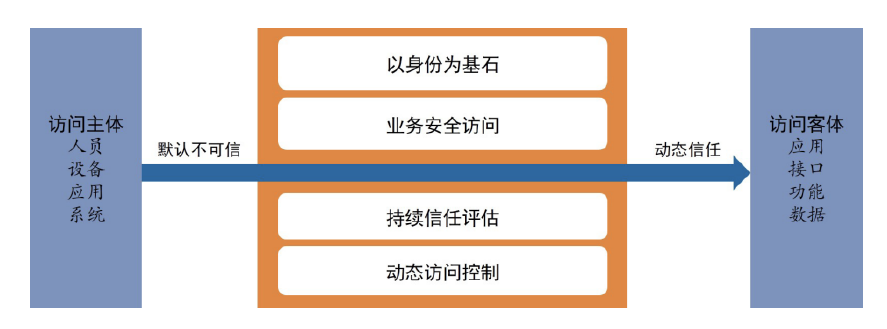 访问主体
人员
设备
应用
系统
默认不可信
以身份为基石
业务安全访问
持续信任评估
动态访问控制
动态信任
访问客体
应用
接口
功能
数据